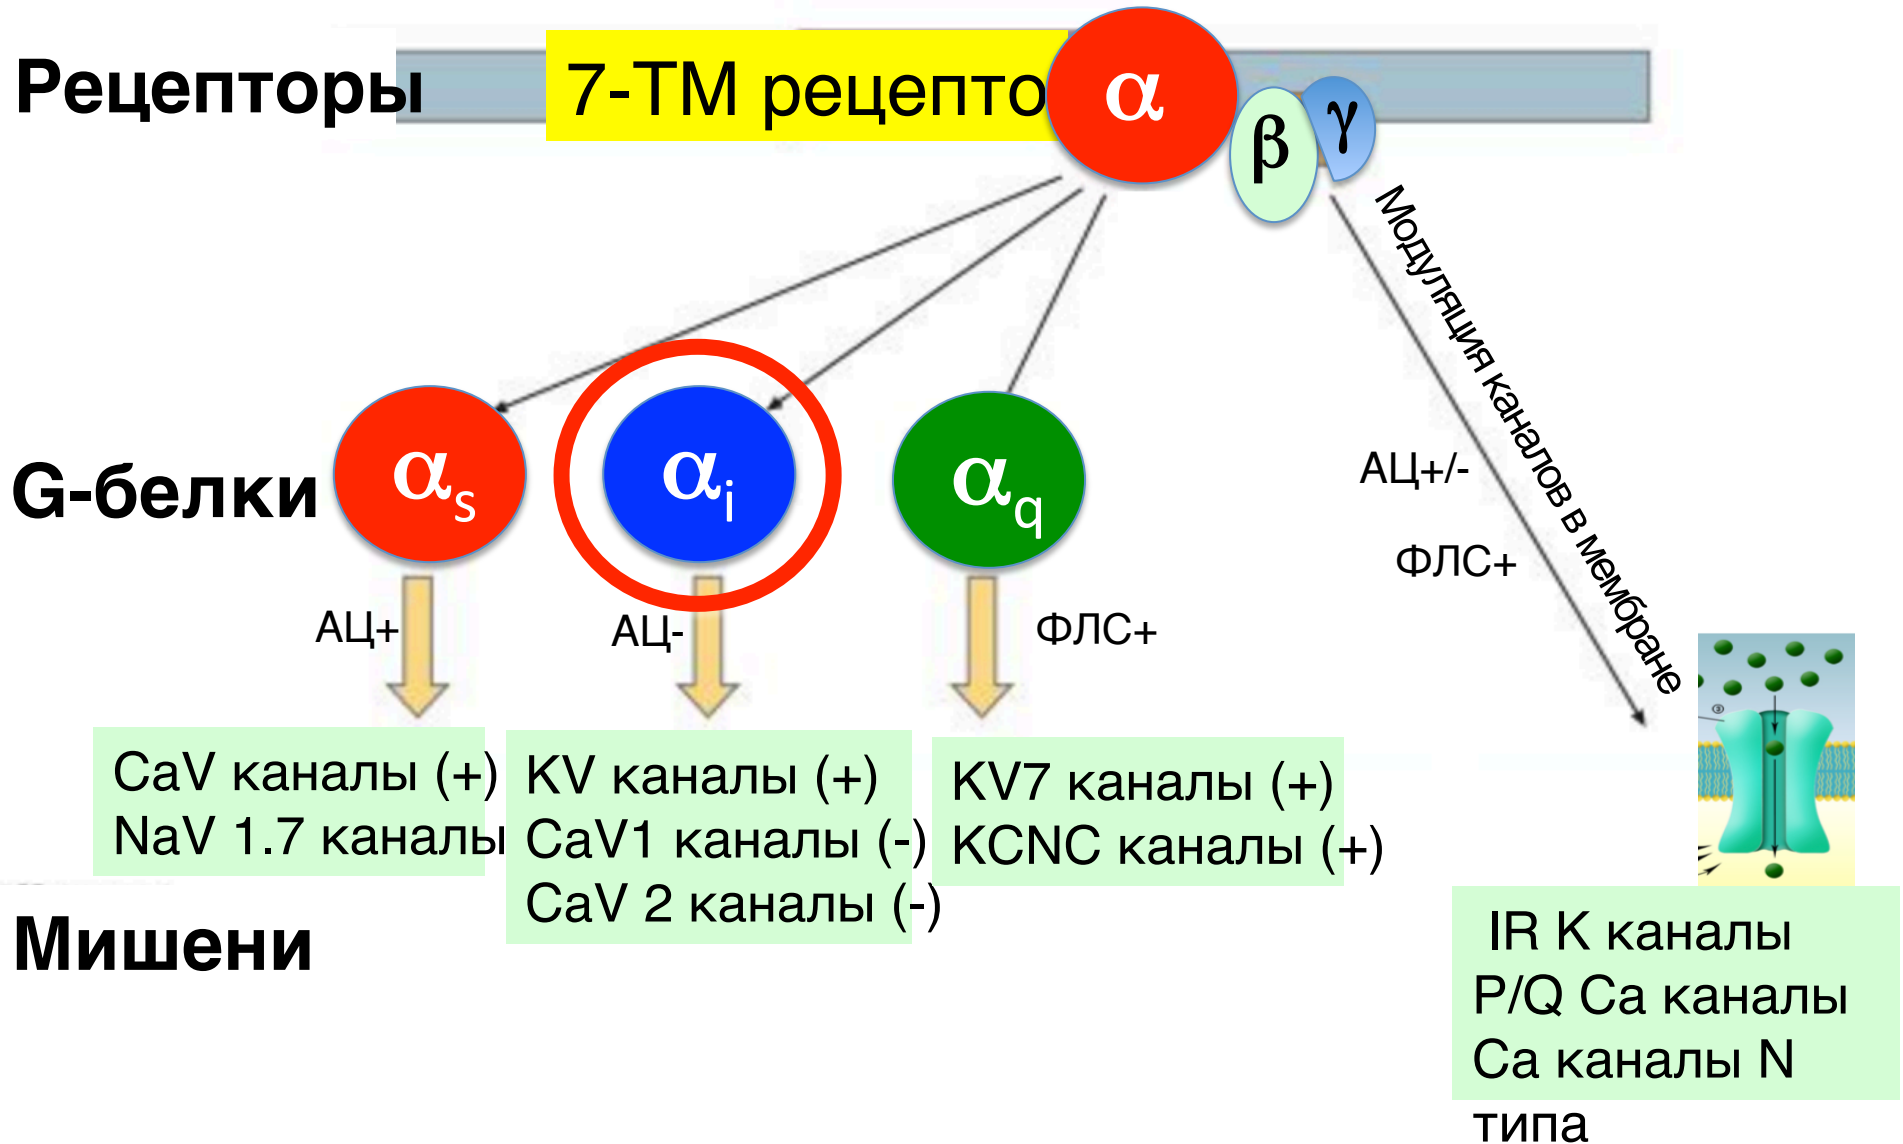 Рецепторы
7-ТМ рецепто
α
β
γ
Модуляция каналов в мембране
G-белки
αs
αi
αq
АЦ+/-
ФЛС+
АЦ+
АЦ-
ФЛС+
CaV каналы (+)
NaV 1.7 каналы
KV каналы (+)
CaV1 каналы (-)
CaV 2 каналы (-)
KV7 каналы (+)
KCNC каналы (+)
Мишени
IR K каналы
P/Q Ca каналы
Ca каналы N
типа